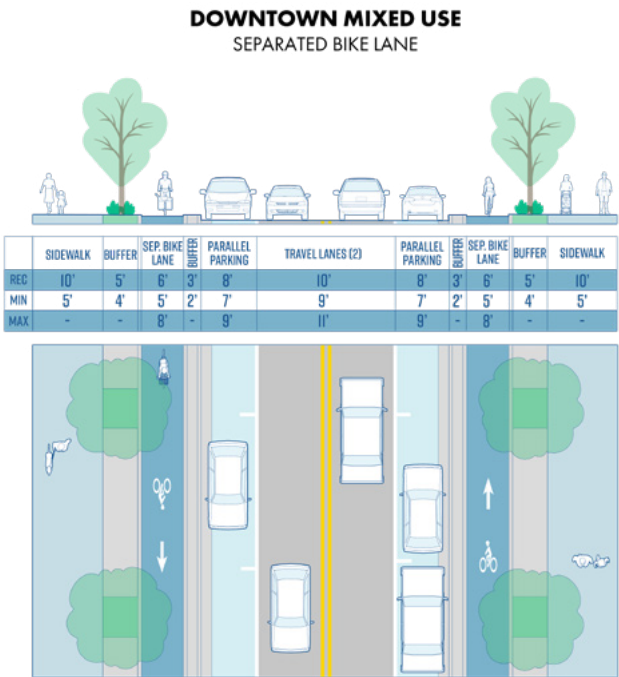 DOWNTOWN MIXED USE
SEPARATED BIKE LANE
SIDEWALK BUFFER SEP. BIKE LANE BUFFER PARALLEL PARKING TRAVEL LANES (2) PARALLEL PARKING BUFFER SEP. BIKE LANE BUFFER SIDEWALK
REC 10' 5' 6' 3' 8' 10' 8' 3' 6' 5' 10'
MIN 5' 4' 5' 2' 7' 9' 7' 2' 5' 4' 5'
MAX - - 8' - 9' 11' 9' - 8' - -